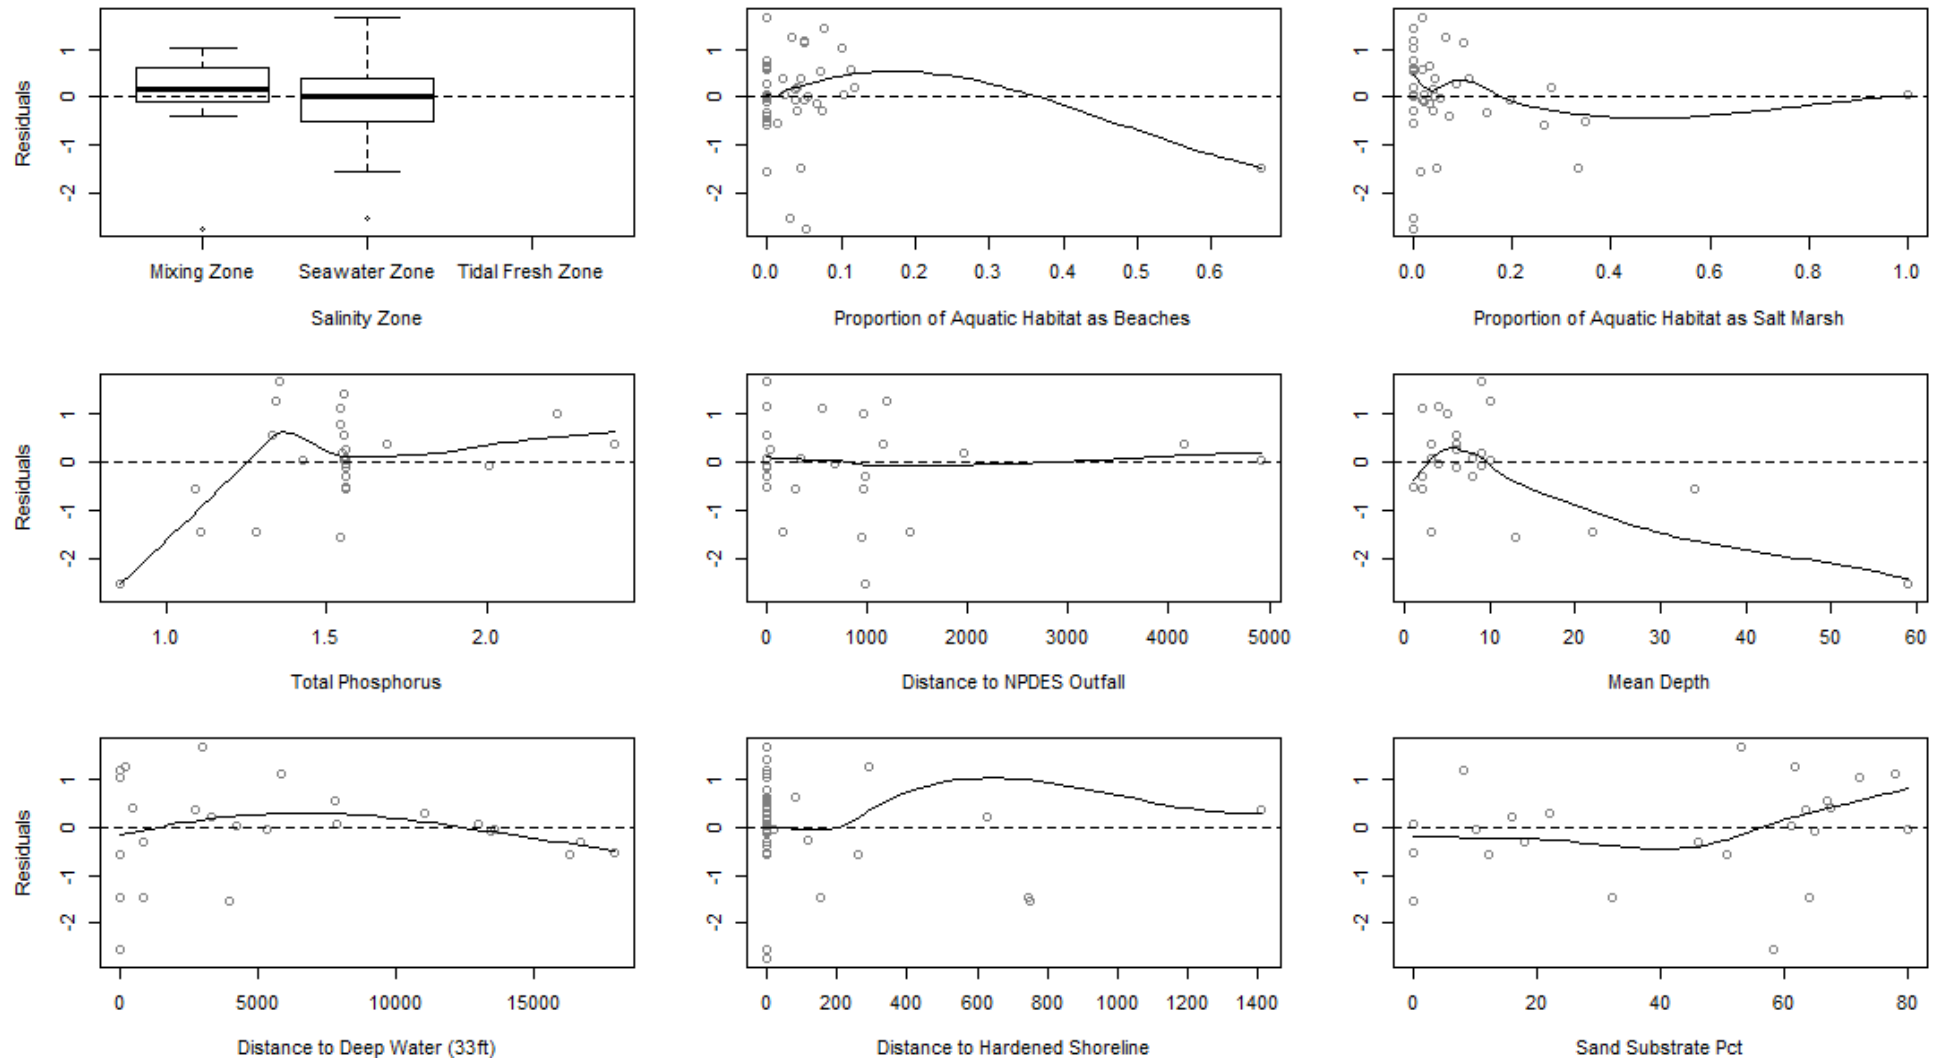 Residuals
1
0
-1
-2
Mixing Zone Seawater Zone Tidal Fresh Zone
Salinity Zone
1
0
-1
-2
0.0 0.1 0.2 0.3 0.4 0.5 0.6
Proportion of Aquatic Habitat as Beaches
1
0
-1
-2
0.0 0.2 0.4 0.6 0.8 1.0
Proportion of Aquatic Habitat as Salt Marsh
Residuals
1
0
-1
-2
1.0 1.5 2.0
Total Phosphorus
1
0
-1
-2
0 1000 2000 3000 4000 5000
Distance to NPDES Outfall
1
0
-1
-2
0 10 20 30 40 50 60
Mean Depth
Residuals
1
0
-1
-2
0 5000 10000 15000
Distance to Deep Water (33ft)
1
0
-1
-2
0 200 400 600 800 1000 1200 1400
Distance to Hardened Shoreline
1
0
-1
-2
0 20 40 60 80
Sand Substrate Pct